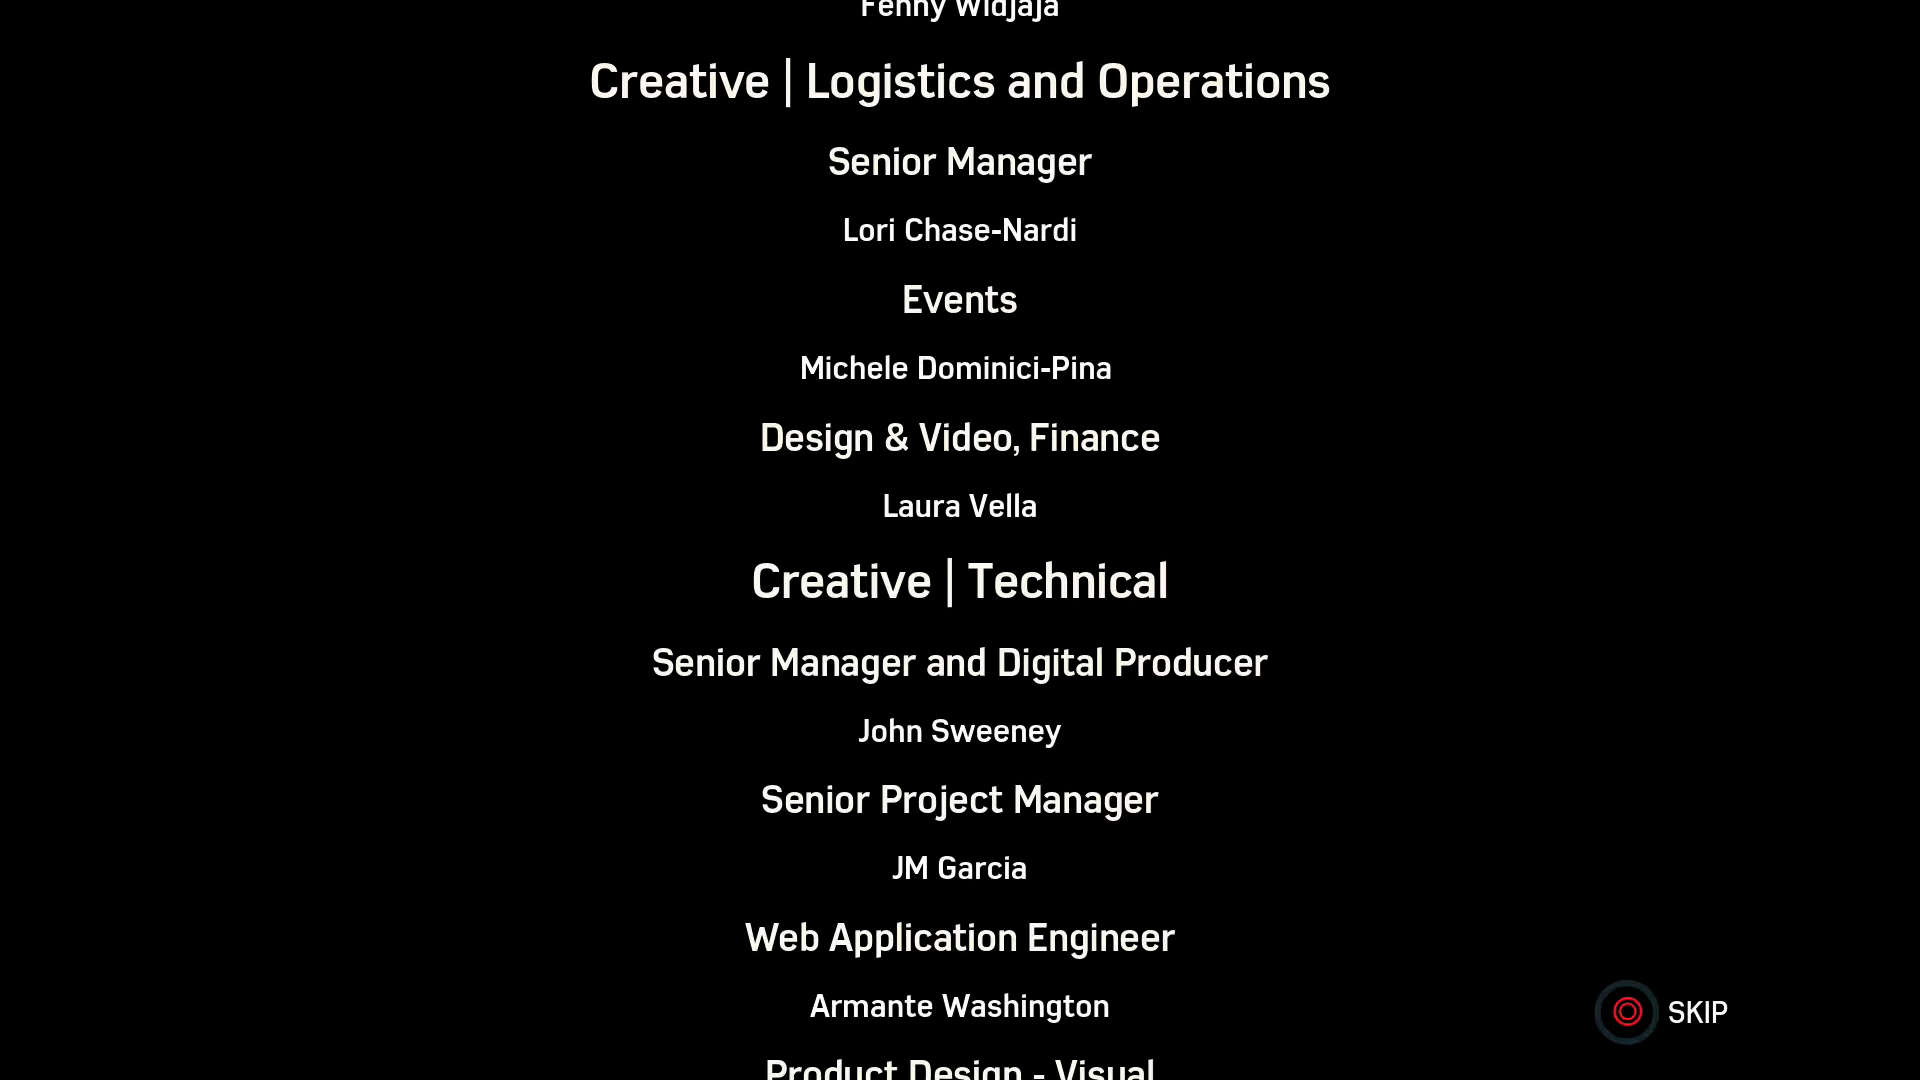 Fenny Widjaja
Creative | Logistics and Operations
Senior Manager
Lori Chase-Nardi
Events
Michele Dominici-Pina
Design & Video, Finance
Laura Vella
Creative | Technical
Senior Manager and Digital Producer
John Sweeney
Senior Project Manager
JM Garcia
Web Application Engineer
Armante Washington
SKIP
Product Design - Visual